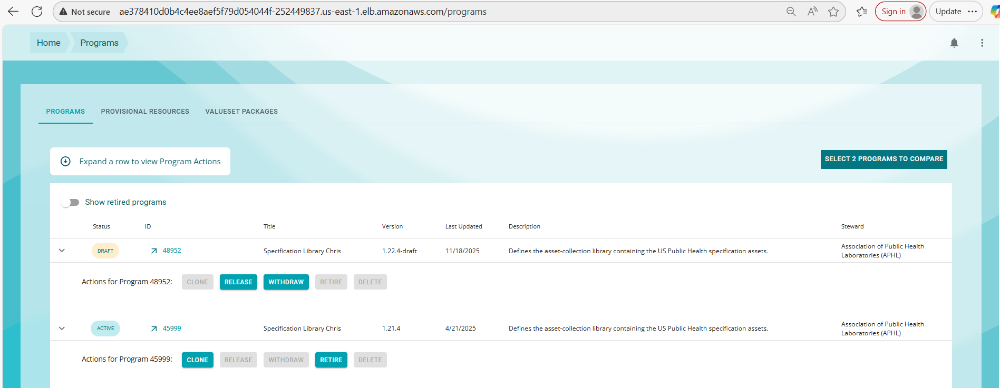 Not secure ae378410d0b4c4ee8aef5f79d054044f-252449837.us-east-1.elb.amazonaws.com/programs Sign in Update
Home Programs
PROGRAMS PROVISIONAL RESOURCES VALUESET PACKAGES
Expand a row to view Program Actions
SELECT 2 PROGRAMS TO COMPARE
Show retired programs
Status ID Title Version Last Updated Description Steward
DRAFT 48952 Specification Library Chris 1.22.4-draft 11/18/2025 Defines the asset-collection library containing the US Public Health specification assets. Association of Public Health
Laboratories (APHL)
Actions for Program 48952: CLONE RELEASE WITHDRAW RETIRE DELETE
ACTIVE 45999 Specification Library Chris 1.21.4 4/21/2025 Defines the asset-collection library containing the US Public Health specification assets. Association of Public Health
Laboratories (APHL)
Actions for Program 45999: CLONE RELEASE WITHDRAW RETIRE DELETE